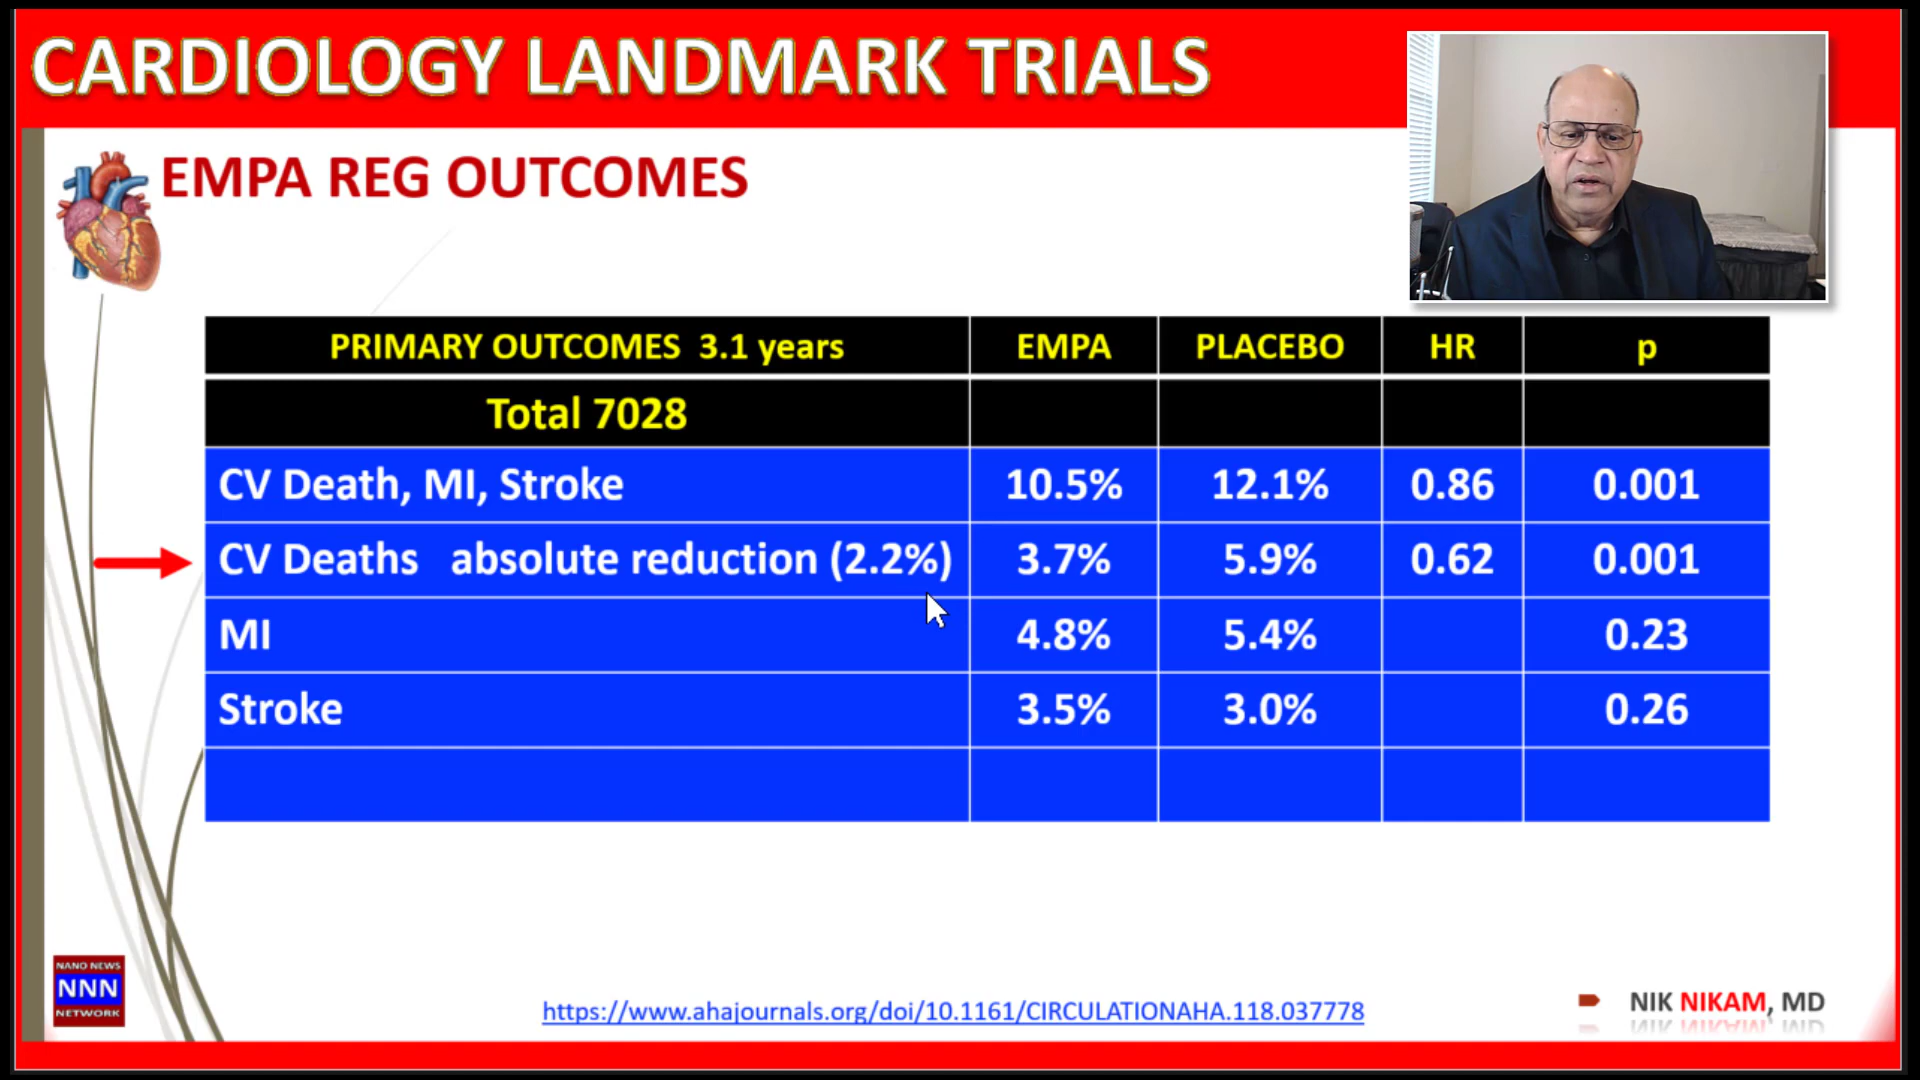 CARDIOLOGY LANDMARK TRIALS
EMPA REG OUTCOMES
PRIMARY OUTCOMES 3.1 years EMPA PLACEBO HR p
Total 7028
CV Death, MI, Stroke 10.5% 12.1% 0.86 0.001
CV Deaths absolute reduction (2.2%) 3.7% 5.9% 0.62 0.001
MI 4.8% 5.4% 0.23
Stroke 3.5% 3.0% 0.26
NANO NEWS
NNN
NETWORK
https://www.ahajournals.org/doi/10.1161/CIRCULATIONAHA.118.037778
NIK NIKAM, MD